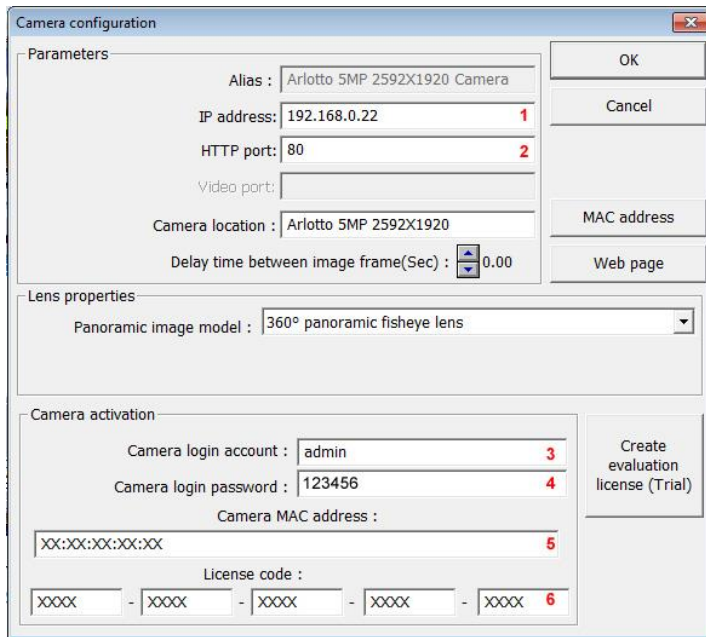 Camera configuration
Parameters
OK
Alias : Arlotto 5MP 2592X1920 Camera
Cancel
IP address: 192.168.0.22 1
HTTP port: 80 2
Video port:
Camera location : Arlotto 5MP 2592X1920
MAC address
Delay time between image frame(Sec) : 0.00
Web page
Lens properties
Panoramic image model : 360º panoramic fisheye lens
Camera activation
Camera login account : admin 3
Camera login password : 123456 4
Create
evaluation
license (Trial)
Camera MAC address :
XX:XX:XX:XX:XX 5
License code :
XXXX - XXXX - XXXX - XXXX - XXXX 6